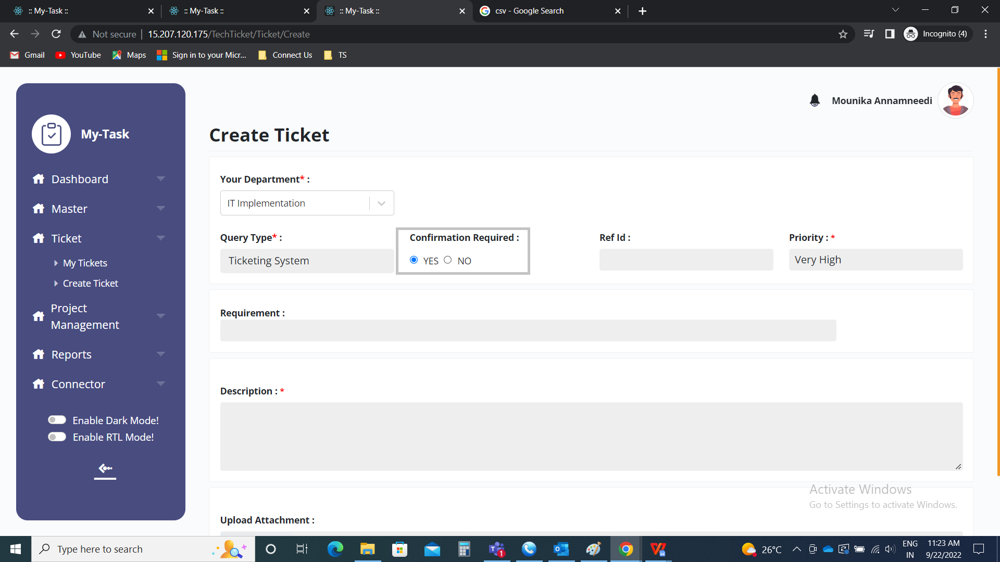 :: My-Task ::
:: My-Task ::
:: My-Task ::
csv - Google Search
Not secure
15.207.120.175/TechTicket/Ticket/Create
Incognito (4)
Gmail
YouTube
Maps
Sign in to your Micr...
Connect Us
TS
Mounika Annamneedi
My-Task
Create Ticket
Dashboard
Master
Ticket
My Tickets
Create Ticket
Project
Management
Reports
Connector
Enable Dark Mode!
Enable RTL Mode!
Your Department* :
IT Implementation
Query Type* :
Ticketing System
Confirmation Required :
YES
NO
Ref Id :
Priority : *
Very High
Requirement :
Description : *
Upload Attachment :
Activate Windows
Go to Settings to activate Windows.
Type here to search
1
26°C
ENG
IN
11:23 AM
9/22/2022